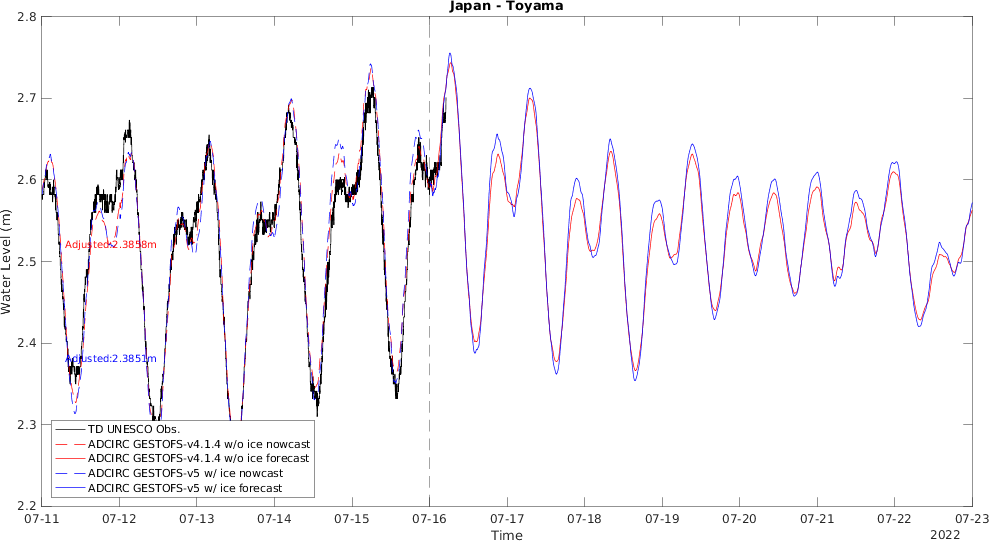 Japan - Toyama
Water Level (m)
2.8
2.7
2.6
2.5
2.4
2.3
2.2
Adjusted:2.3858m
Adjusted:2.3851m
TD UNESCO Obs.
ADCIRC GESTOFS-v4.1.4 w/o ice nowcast
ADCIRC GESTOFS-v4.1.4 w/o ice forecast
ADCIRC GESTOFS-v5 w/ ice nowcast
ADCIRC GESTOFS-v5 w/ ice forecast
07-11 07-12 07-13 07-14 07-15 07-16 07-17 07-18 07-19 07-20 07-21 07-22 07-23
Time
2022